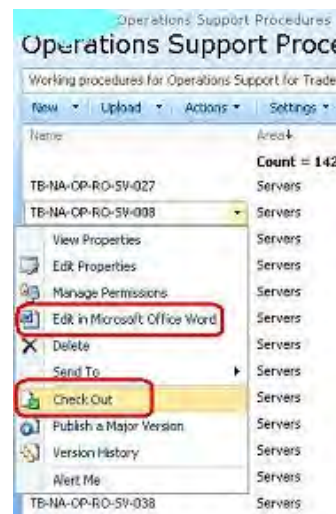 Operations Support Procedures
Operations Support Proce
Working procedures for Operations Support for Trade
New Upload Actions Settings
Name Area
Count = 142
TB-NA-OP-RO-SV-027 Servers
TB-NA-OP-RO-SV-008 Servers
View Properties Servers
Edit Properties Servers
Manage Permissions Servers
Edit in Microsoft Office Word Servers
Delete Servers
Send To Servers
Check Out Servers
Publish a Major Version Servers
Version History Servers
Alert Me Servers
TB-NA-OP-RO-SV-038 Servers